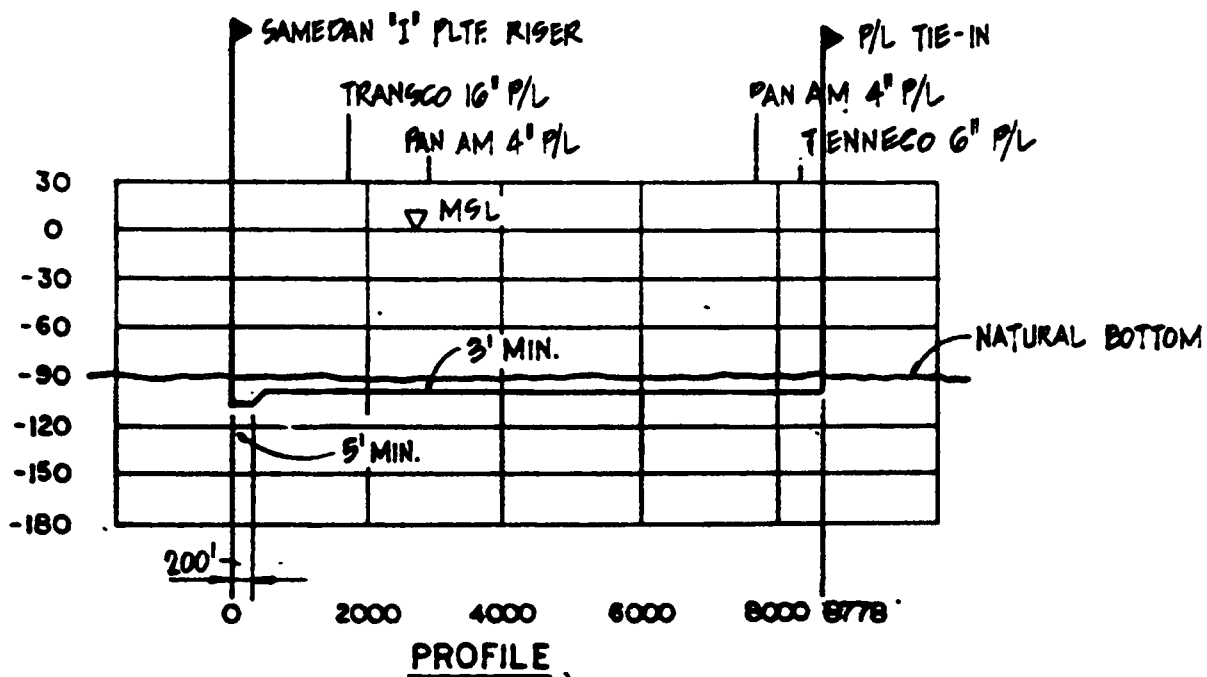 SAMEDAN "I" PLTF. RISER
P/L TIE-IN
TRANSCO 16" P/L
PAN AM 4" P/L
PAN AM 4" P/L
TENNECO 6" P/L
30
MSL
0
-30
-60
3' MIN.
NATURAL BOTTOM
-90
-120
5' MIN.
-150
-180
200'
0 2000 4000 6000 8000 8778
PROFILE